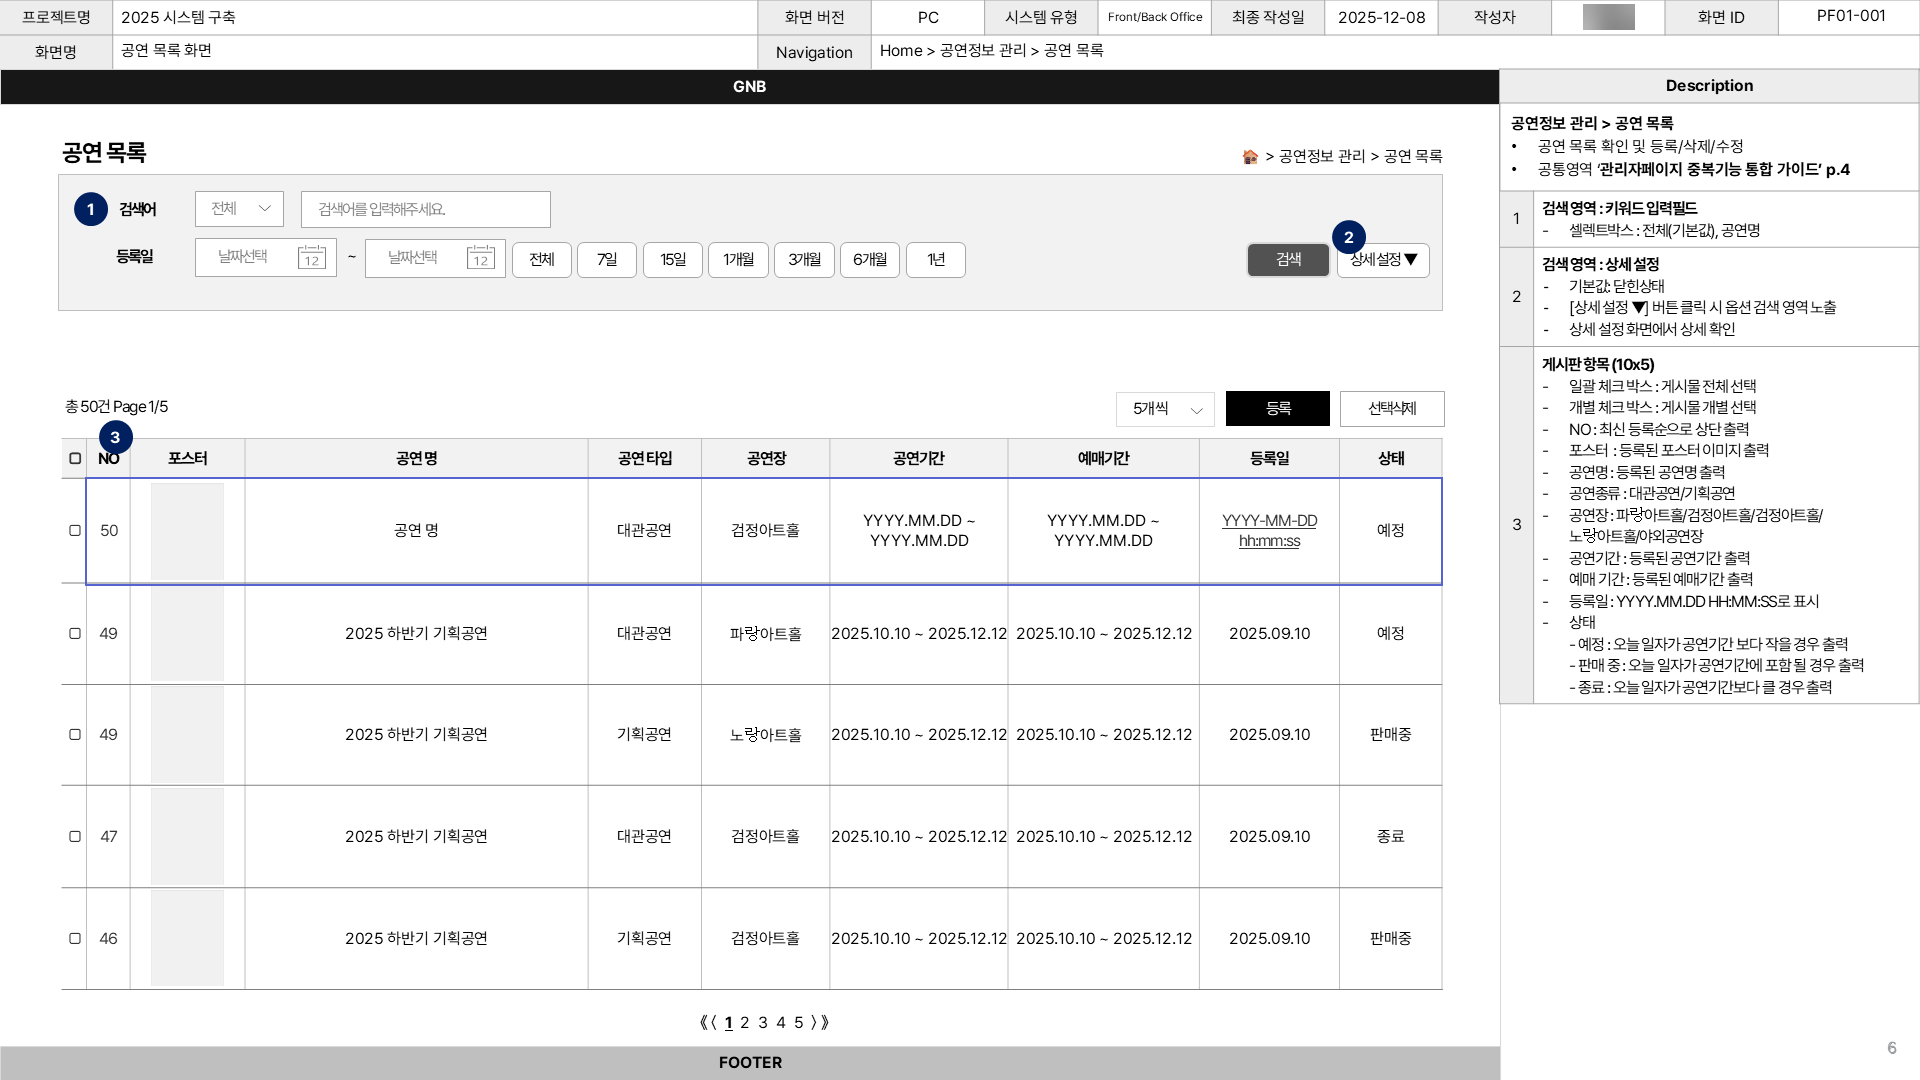 프로젝트명 2025 시스템 구축 화면 버전 PC 시스템 유형 Front/Back Office 최종 작성일 2025-12-08 작성자 화면 ID PF01-001
화면명 공연 목록 화면 Navigation Home > 공연정보 관리 > 공연 목록
GNB
공연 목록
> 공연정보 관리 > 공연 목록
1 검색어 전체 검색어를 입력해주세요.
등록일 날짜선택 12 ~ 날짜선택 12 전체 7일 15일 1개월 3개월 6개월 1년 검색 2 상세 설정 ▼
총 50건 Page 1/5 5개씩 등록 선택삭제
3
NO 포스터 공연 명 공연 타입 공연장 공연기간 예매기간 등록일 상태
50 공연 명 대관공연 검정아트홀 YYYY.MM.DD ~ YYYY.MM.DD ~ YYYY-MM-DD 예정
YYYY.MM.DD YYYY.MM.DD hh:mm:ss
49 2025 하반기 기획공연 대관공연 파랑아트홀 2025.10.10 ~ 2025.12.12 2025.10.10 ~ 2025.12.12 2025.09.10 예정
49 2025 하반기 기획공연 기획공연 노랑아트홀 2025.10.10 ~ 2025.12.12 2025.10.10 ~ 2025.12.12 2025.09.10 판매중
47 2025 하반기 기획공연 대관공연 검정아트홀 2025.10.10 ~ 2025.12.12 2025.10.10 ~ 2025.12.12 2025.09.10 종료
46 2025 하반기 기획공연 기획공연 검정아트홀 2025.10.10 ~ 2025.12.12 2025.10.10 ~ 2025.12.12 2025.09.10 판매중
《〈 1 2 3 4 5 〉》
FOOTER
Description
공연정보 관리 > 공연 목록
• 공연 목록 확인 및 등록/삭제/수정
• 공통영역 ‘관리자페이지 중복기능 통합 가이드’ p.4
1 검색 영역 : 키워드 입력필드
- 셀렉트박스 : 전체(기본값), 공연명
2 검색 영역 : 상세 설정
- 기본값: 닫힌상태
- [상세 설정 ▼] 버튼 클릭 시 옵션 검색 영역 노출
- 상세 설정 화면에서 상세 확인
3 게시판 항목 (10x5)
- 일괄 체크 박스 : 게시물 전체 선택
- 개별 체크 박스 : 게시물 개별 선택
- NO : 최신 등록순으로 상단 출력
- 포스터 : 등록된 포스터 이미지 출력
- 공연명 : 등록된 공연명 출력
- 공연종류 : 대관공연/기획공연
- 공연장 : 파랑아트홀/검정아트홀/검정아트홀/
노랑아트홀/야외공연장
- 공연기간 : 등록된 공연기간 출력
- 예매 기간 : 등록된 예매기간 출력
- 등록일 : YYYY.MM.DD HH:MM:SS로 표시
- 상태
- 예정 : 오늘 일자가 공연기간 보다 작을 경우 출력
- 판매 중 : 오늘 일자가 공연기간에 포함 될 경우 출력
- 종료 : 오늘 일자가 공연기간보다 클 경우 출력
6